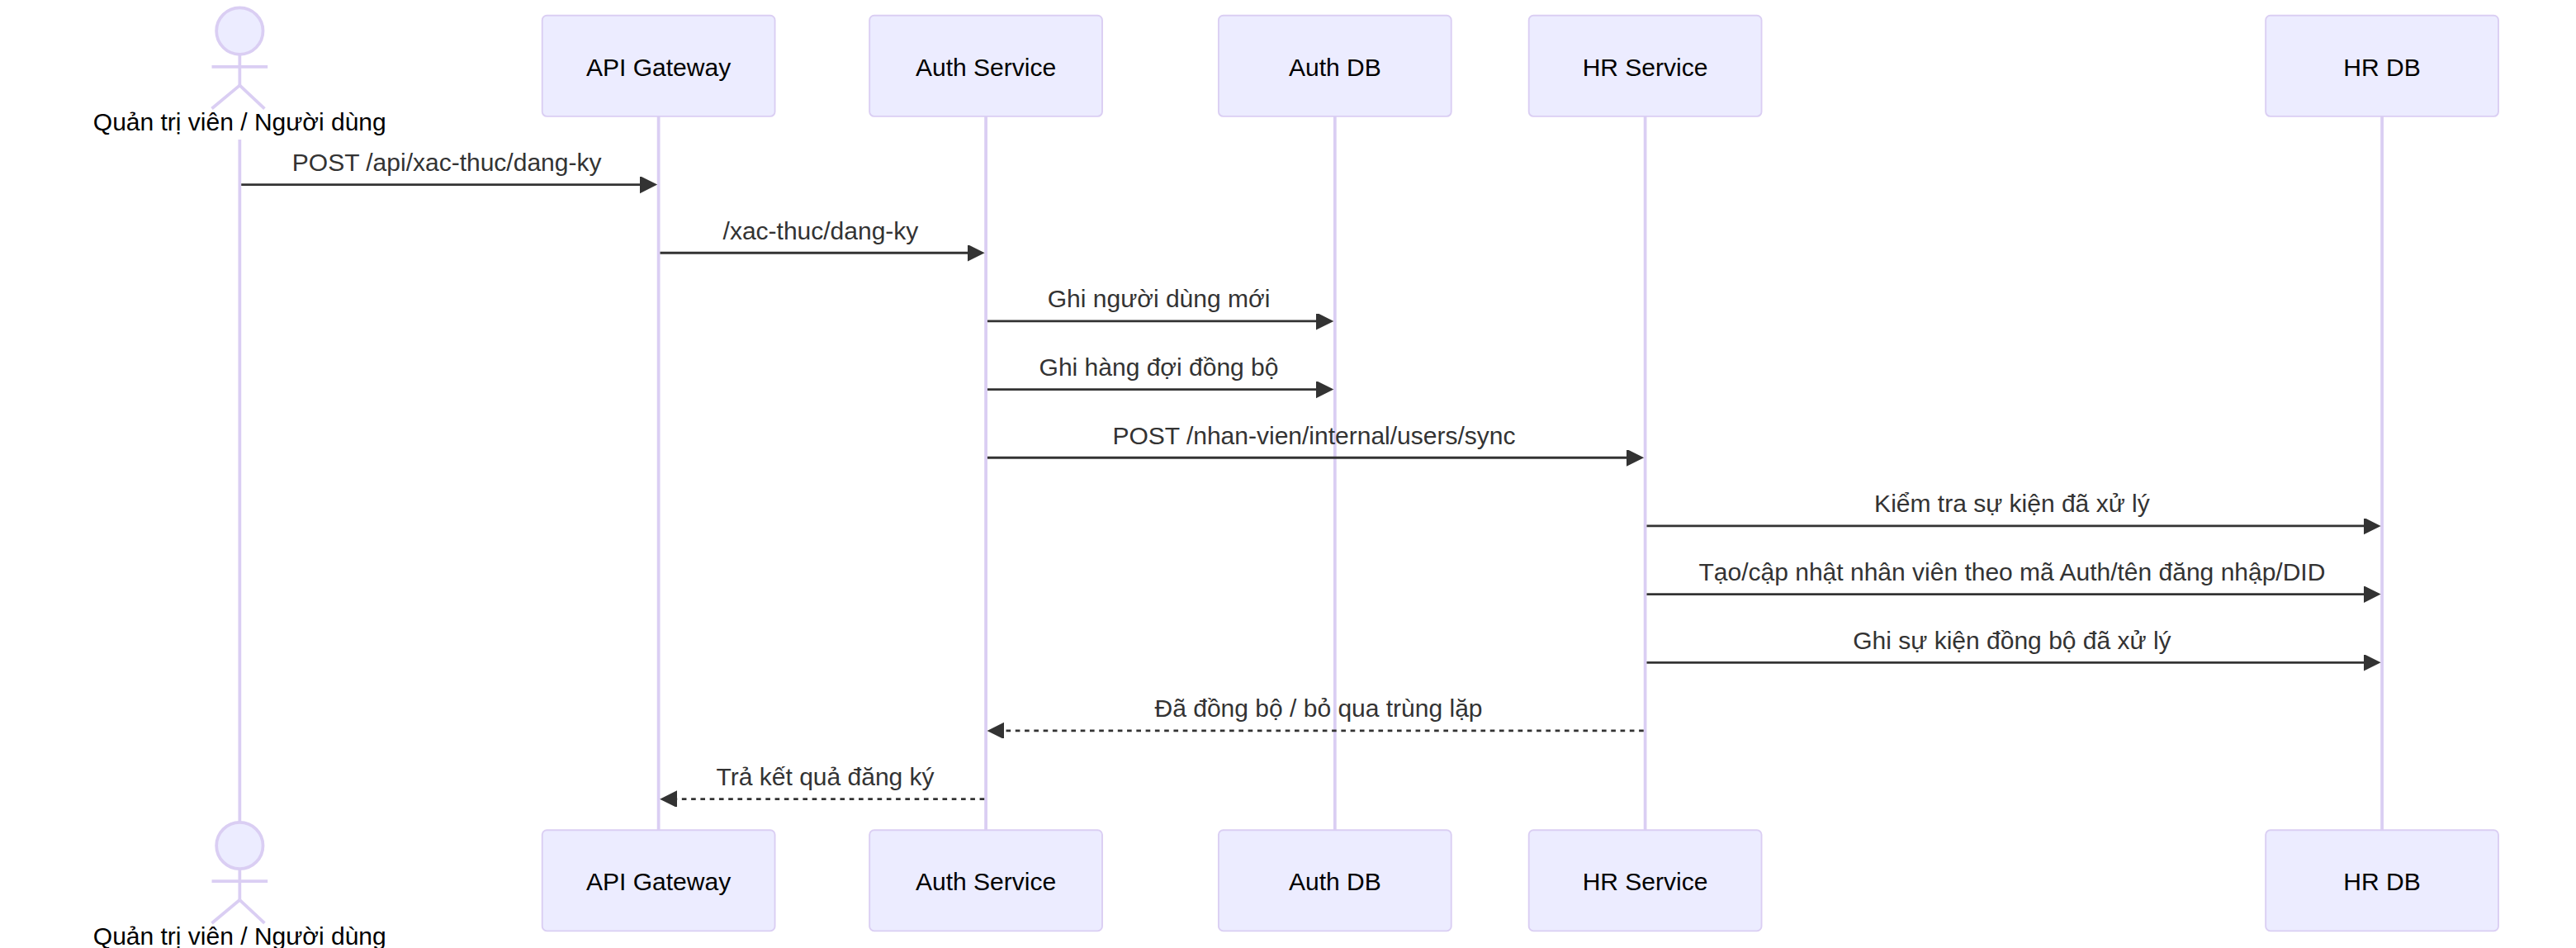 API Gateway
Auth Service
Auth DB
HR Service
HR DB
Quản trị viên / Người dùng
POST /api/xac-thuc/dang-ky
/xac-thuc/dang-ky
Ghi người dùng mới
Ghi hàng đợi đồng bộ
POST /nhan-vien/internal/users/sync
Kiểm tra sự kiện đã xử lý
Tạo/cập nhật nhân viên theo mã Auth/tên đăng nhập/DID
Ghi sự kiện đồng bộ đã xử lý
Đã đồng bộ / bỏ qua trùng lặp
Trả kết quả đăng ký
API Gateway
Auth Service
Auth DB
HR Service
HR DB
Quản trị viên / Người dùng